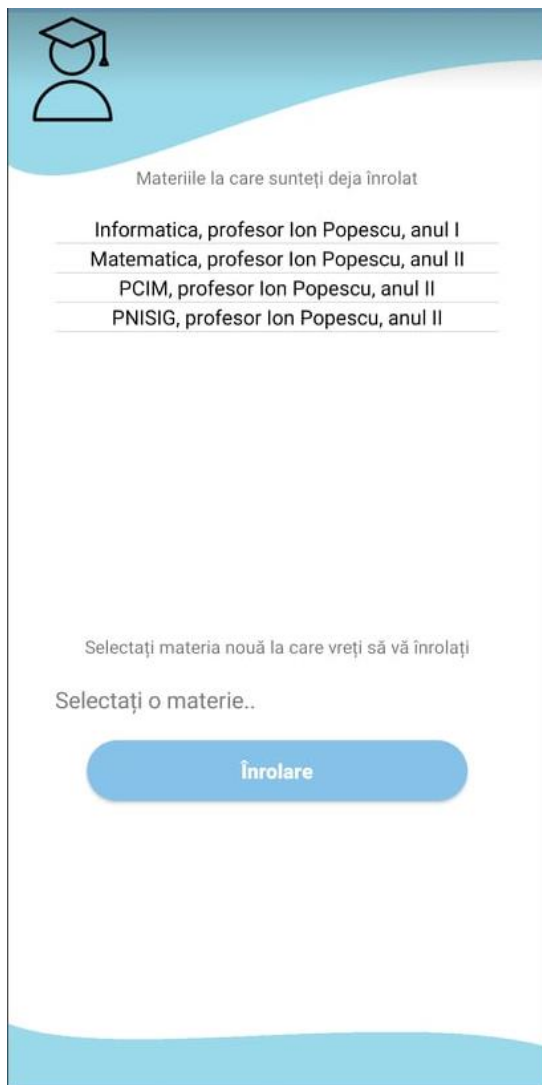 Materiile la care sunteți deja înrolat
Informatica, profesor Ion Popescu, anul I
Matematica, profesor Ion Popescu, anul II
PCIM, profesor Ion Popescu, anul II
PNISIG, profesor Ion Popescu, anul II
Selectați materia nouă la care vreți să vă înrolați
Selectați o materie..
Înrolare